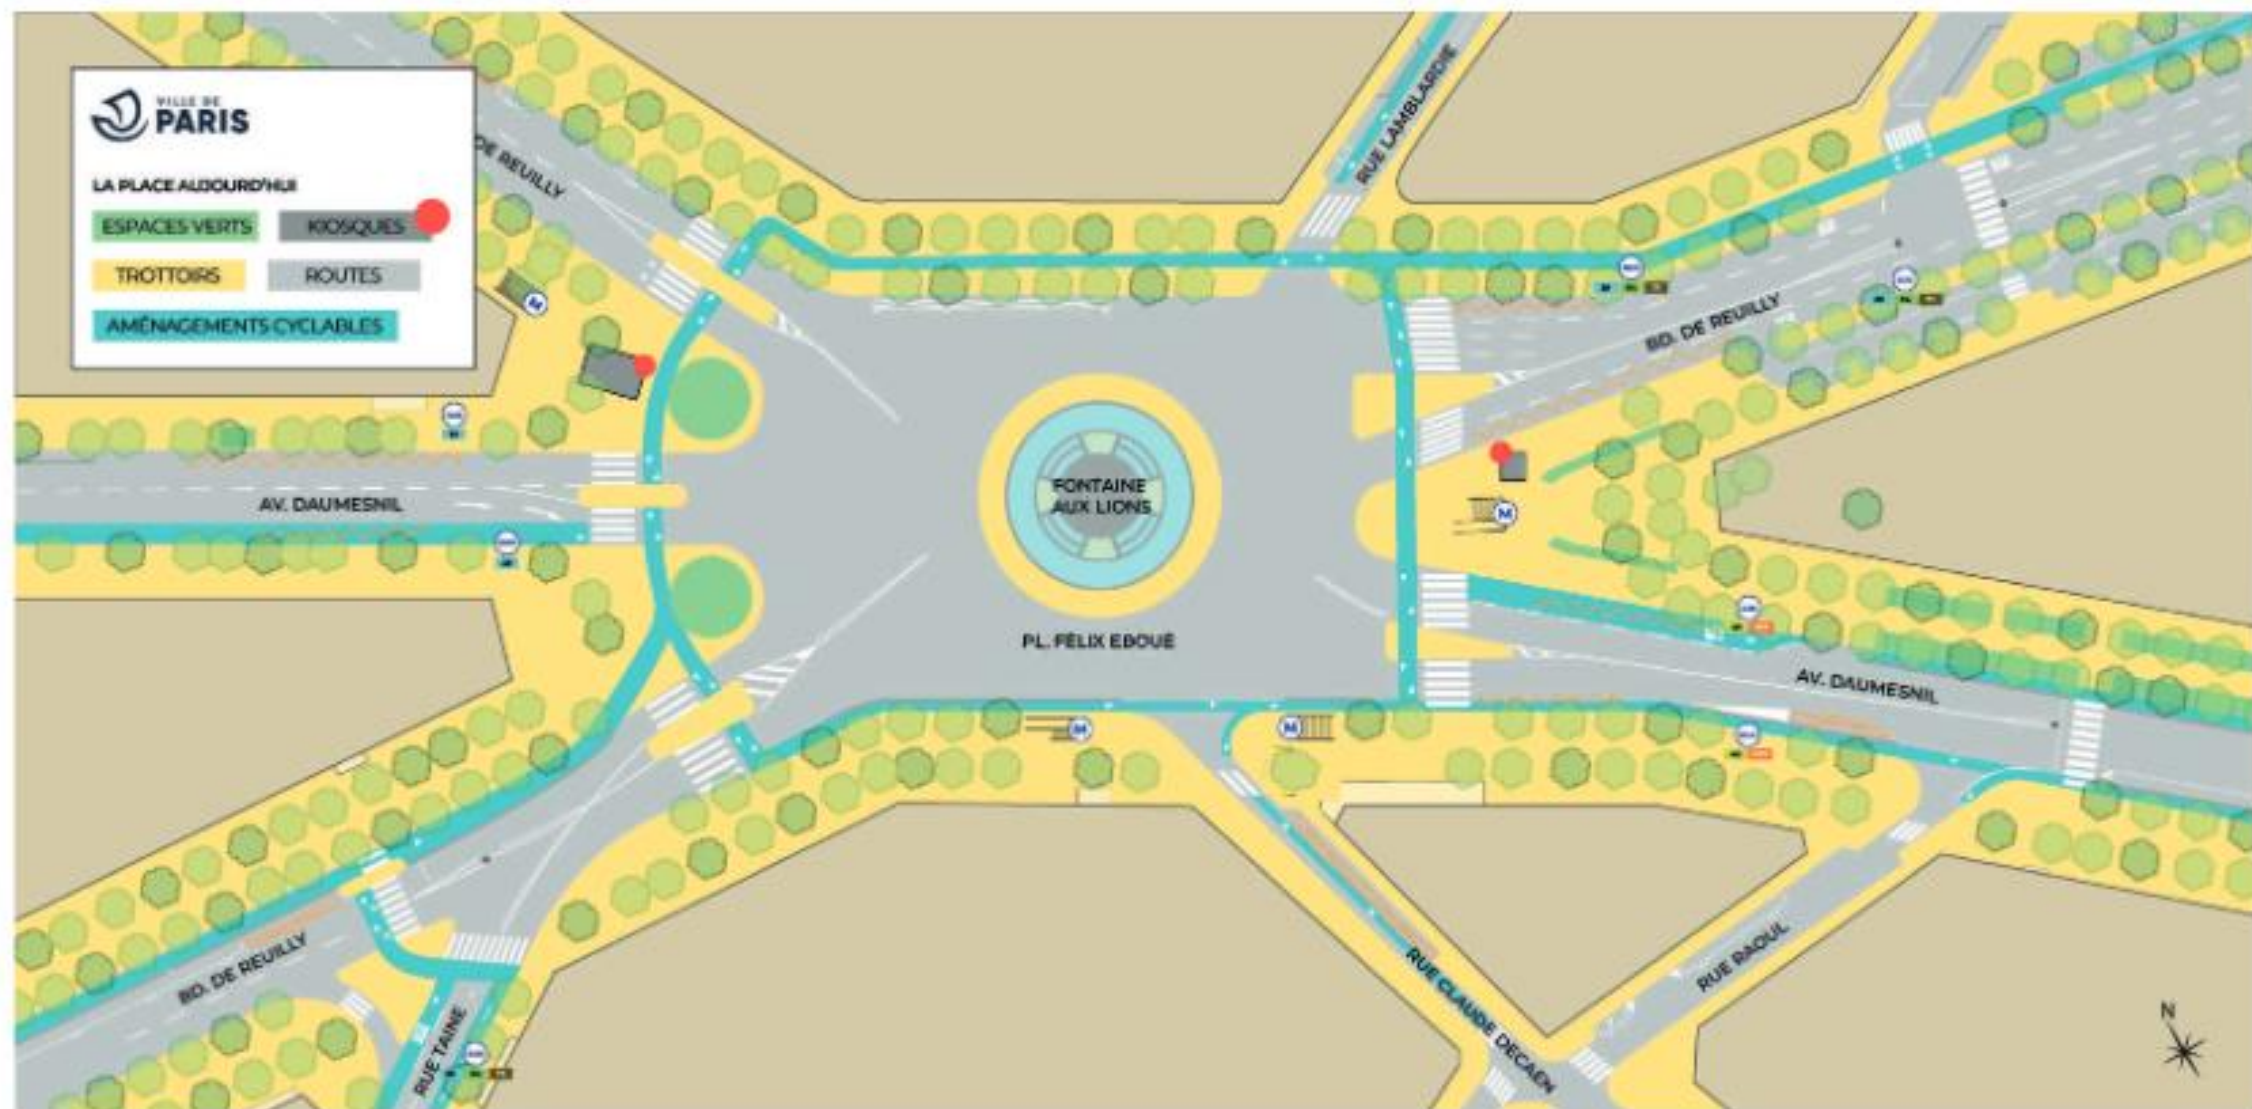 VILLE DE
PARIS
LA PLACE AUJOURD'HUI
ESPACES VERTS
KIOSQUES
TROTTOIRS
ROUTES
AMÉNAGEMENTS CYCLABLES
DE REUILLY
RUE LAMBLARDIE
BD. DE REUILLY
M
AV. DAUMESNIL
FONTAINE
AUX LIONS
M
PL. FÉLIX EBOUÉ
AV. DAUMESNIL
M
M
BD. DE REUILLY
RUE TAINE
RUE CLAUDE DECAEN
RUE RAOUL
N